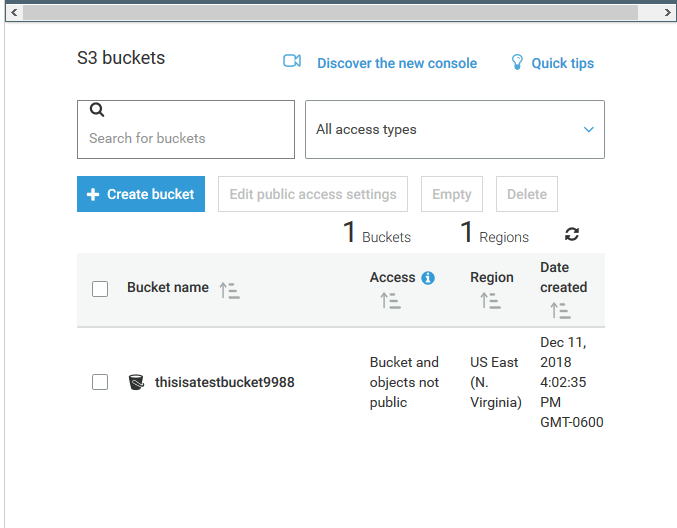 S3 buckets
Discover the new console
Quick tips
Search for buckets
All access types
Create bucket
Edit public access settings
Empty
Delete
1 Buckets
1 Regions
Bucket name
Access
Region
Date
created
thisisatestbucket9988
Bucket and
objects not
public
US East
(N.
Virginia)
Dec 11,
2018
4:02:35
PM
GMT-0600